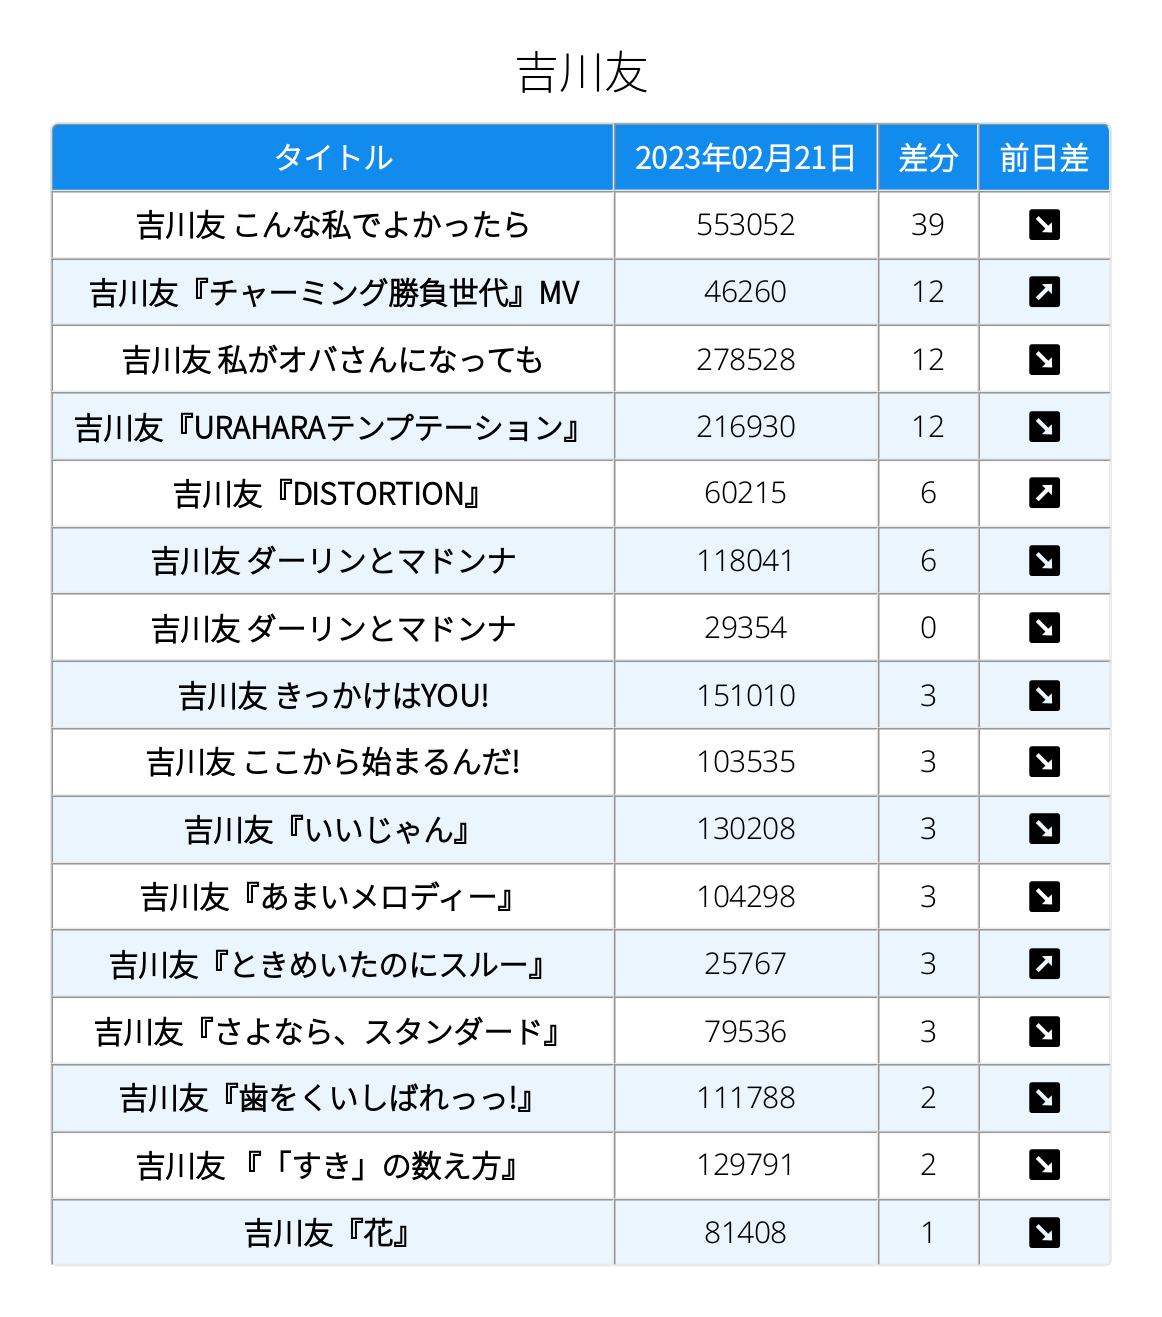 吉川友
タイトル 2023年02月21日 差分 前日差
吉川友 こんな私でよかったら 553052 39
吉川友『チャーミング勝負世代』MV 46260 12
吉川友 私がオバさんになっても 278528 12
吉川友『URAHARAテンプテーション』 216930 12
吉川友『DISTORTION』 60215 6
吉川友 ダーリンとマドンナ 118041 6
吉川友 ダーリンとマドンナ 29354 0
吉川友 きっかけはYOU! 151010 3
吉川友 ここから始まるんだ! 103535 3
吉川友『いいじゃん』 130208 3
吉川友『あまいメロディー』 104298 3
吉川友『ときめいたのにスルー』 25767 3
吉川友『さよなら、スタンダード』 79536 3
吉川友『歯をくいしばれっっ!』 111788 2
吉川友 『「すき」の数え方』 129791 2
吉川友『花』 81408 1